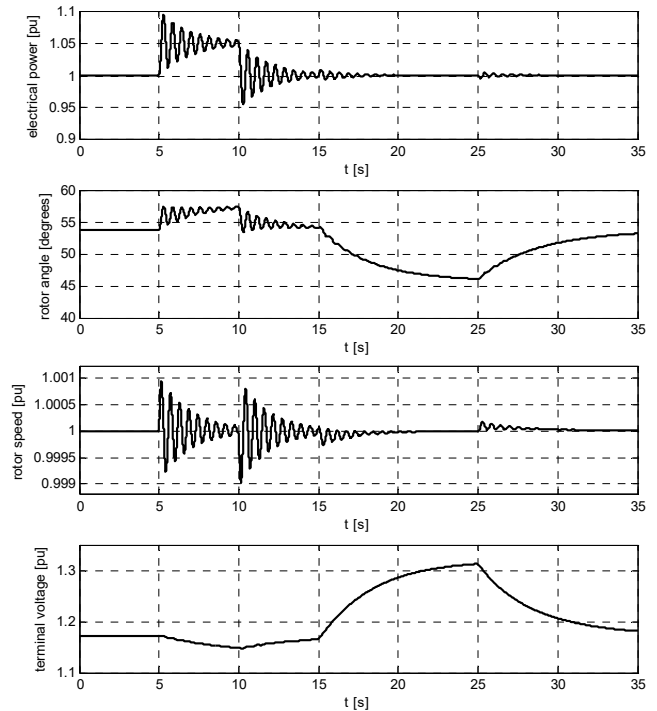 electrical power [pu]
1.1
1.05
1
0.95
0.9
0 5 10 15 20 25 30 35
t [s]
rotor angle [degrees]
60
55
50
45
40
0 5 10 15 20 25 30 35
t [s]
rotor speed [pu]
1.001
1.0005
1
0.9995
0.999
0 5 10 15 20 25 30 35
t [s]
terminal voltage [pu]
1.3
1.2
1.1
0 5 10 15 20 25 30 35
t [s]